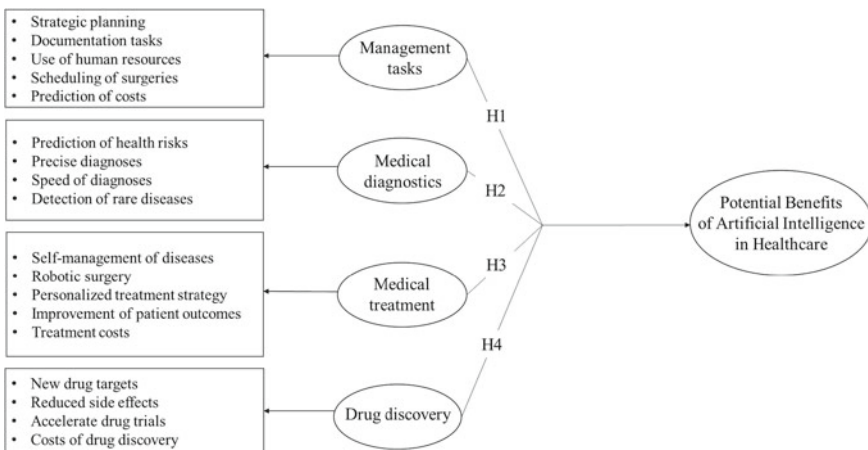 • Strategic planning
• Documentation tasks
• Use of human resources
• Scheduling of surgeries
• Prediction of costs
Management
tasks
H1
• Prediction of health risks
• Precise diagnoses
• Speed of diagnoses
• Detection of rare diseases
Medical
diagnostics
H2
Potential Benefits
of Artificial Intelligence
in Healthcare
• Self-management of diseases
• Robotic surgery
• Personalized treatment strategy
• Improvement of patient outcomes
• Treatment costs
Medical
treatment
H3
H4
• New drug targets
• Reduced side effects
• Accelerate drug trials
• Costs of drug discovery
Drug discovery